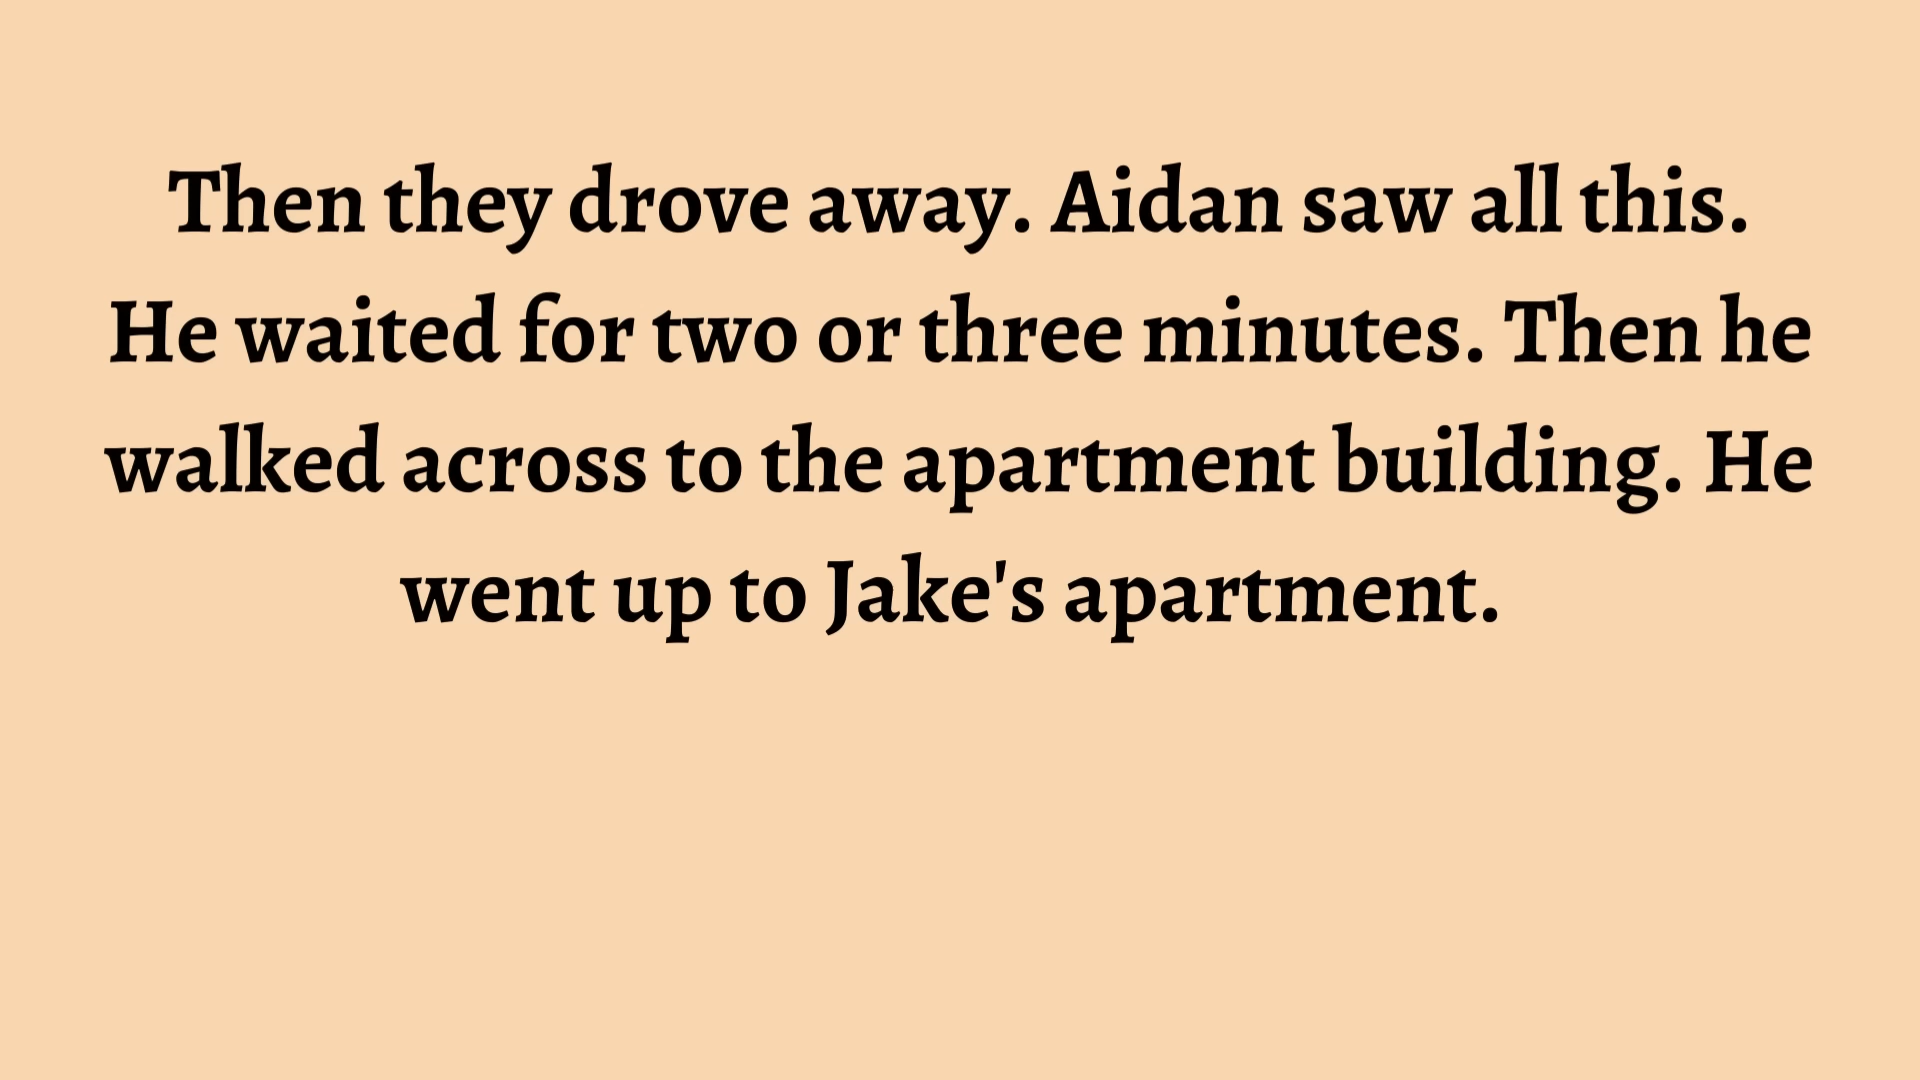 Then they drove away. Aidan saw all this.
He waited for two or three minutes. Then he
walked across to the apartment building. He
went up to Jake's apartment.